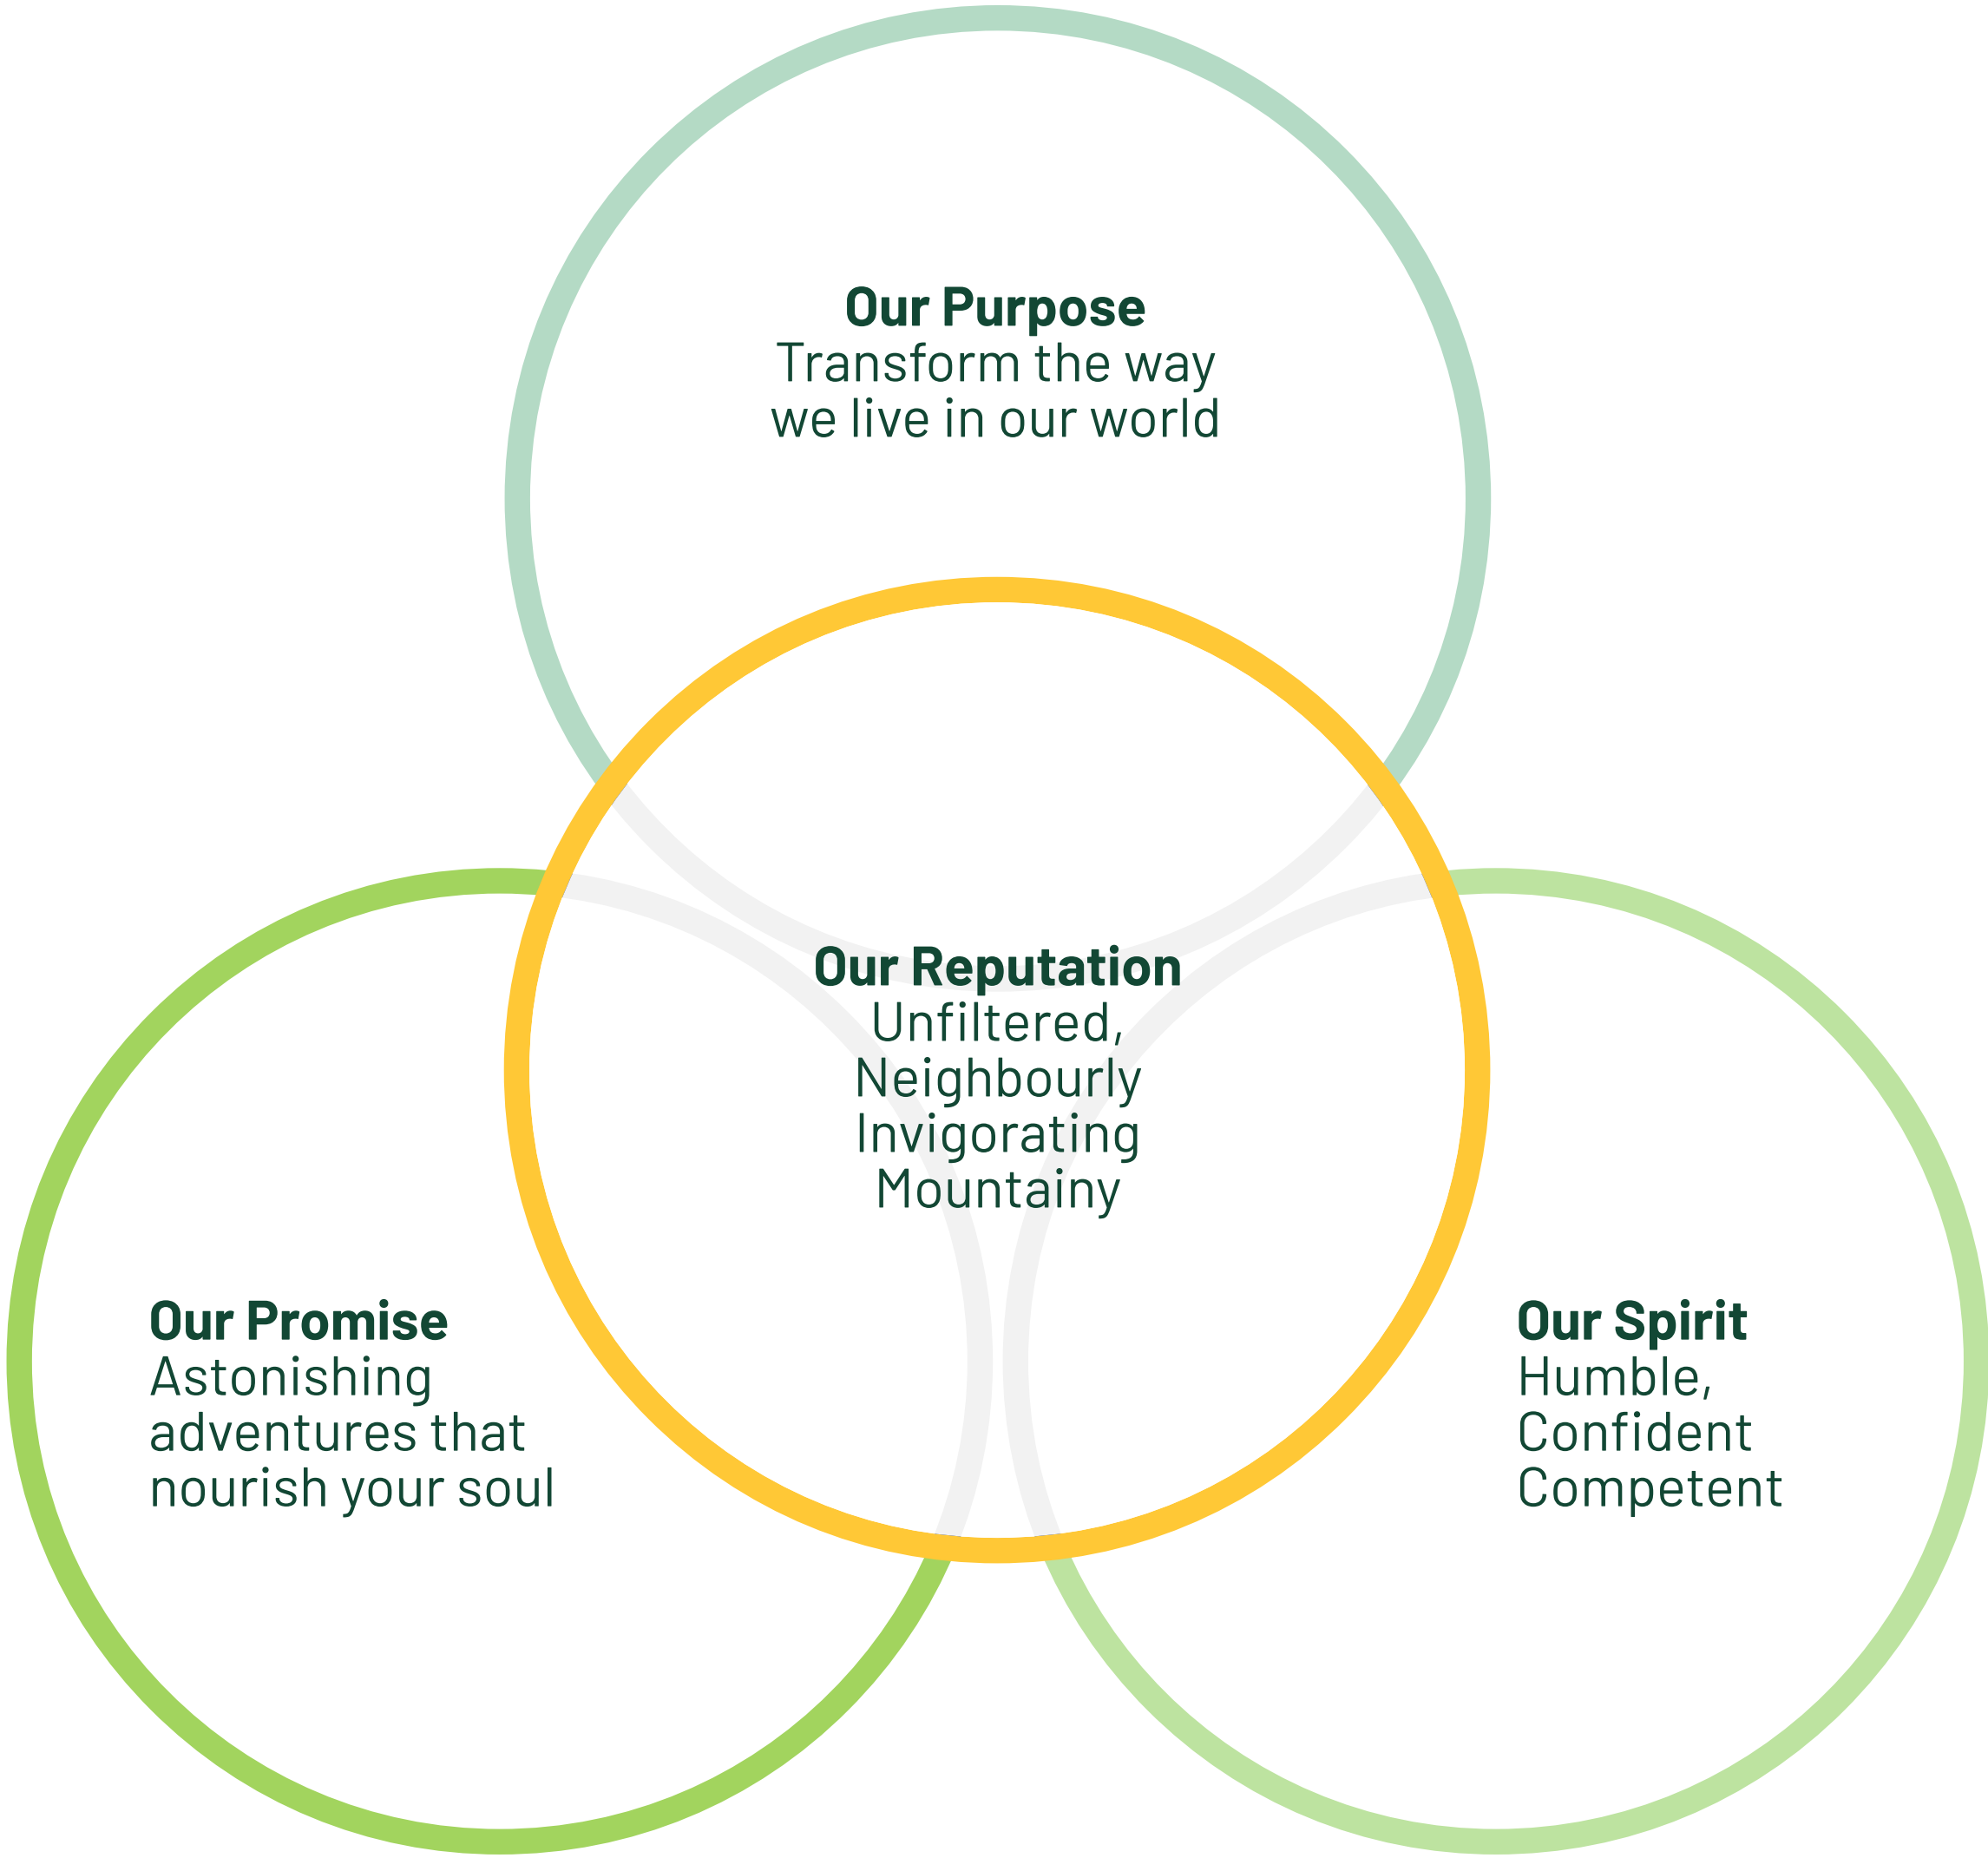 Our Purpose
Transform the way
we live in our world
Our Reputation
Unfiltered,
Neighbourly
Invigorating
Mountainy
Our Promise
Astonishing
adventures that
nourish your soul
Our Spirit
Humble,
Confident
Competent